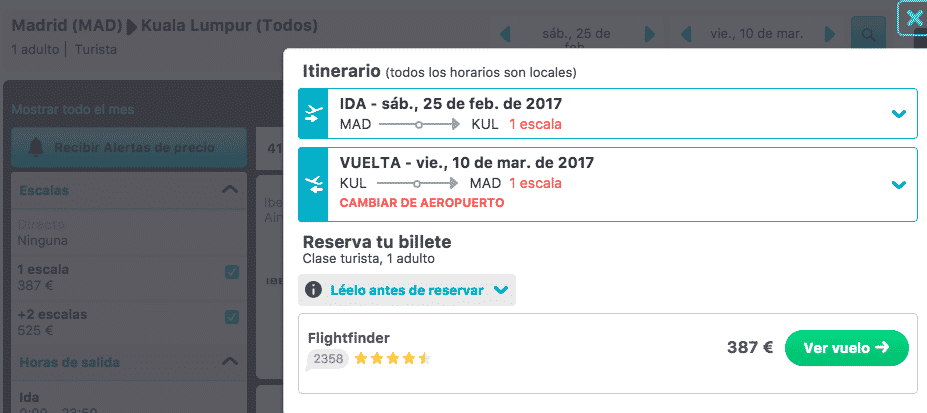 Madrid (MAD) Kuala Lumpur (Todos)
1 adulto | Turista
sáb., 25 de feb.
vie., 10 de mar.
Mostrar todo el mes
Recibir Alertas de precio
Escalas
Directo
Ninguna
1 escala
387 €
+2 escalas
525 €
Horas de salida
Ida
Itinerario (todos los horarios son locales)
IDA - sáb., 25 de feb. de 2017
MAD KUL 1 escala
VUELTA - vie., 10 de mar. de 2017
KUL MAD 1 escala
CAMBIAR DE AEROPUERTO
Reserva tu billete
Clase turista, 1 adulto
Léelo antes de reservar
Flightfinder
2358
387 €
Ver vuelo